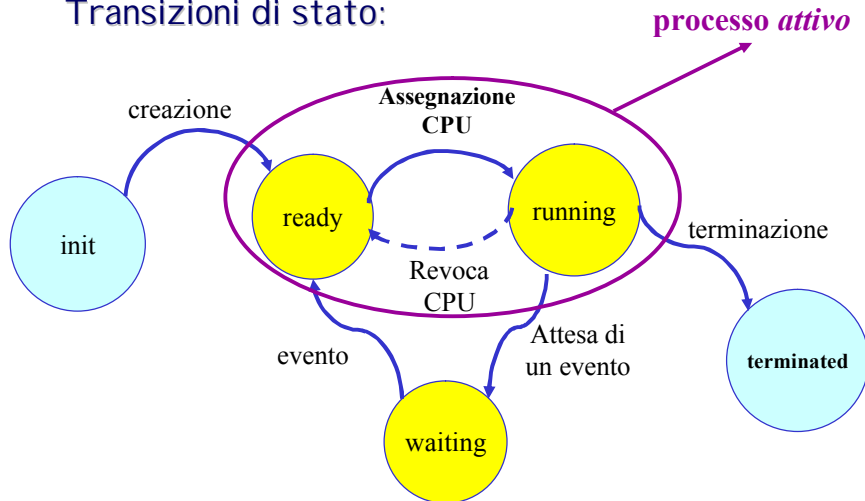 Transizioni di stato:
processo attivo
creazione
Assegnazione
CPU
init
ready
running
terminazione
Revoca
CPU
evento
Attesa di
un evento
terminated
waiting